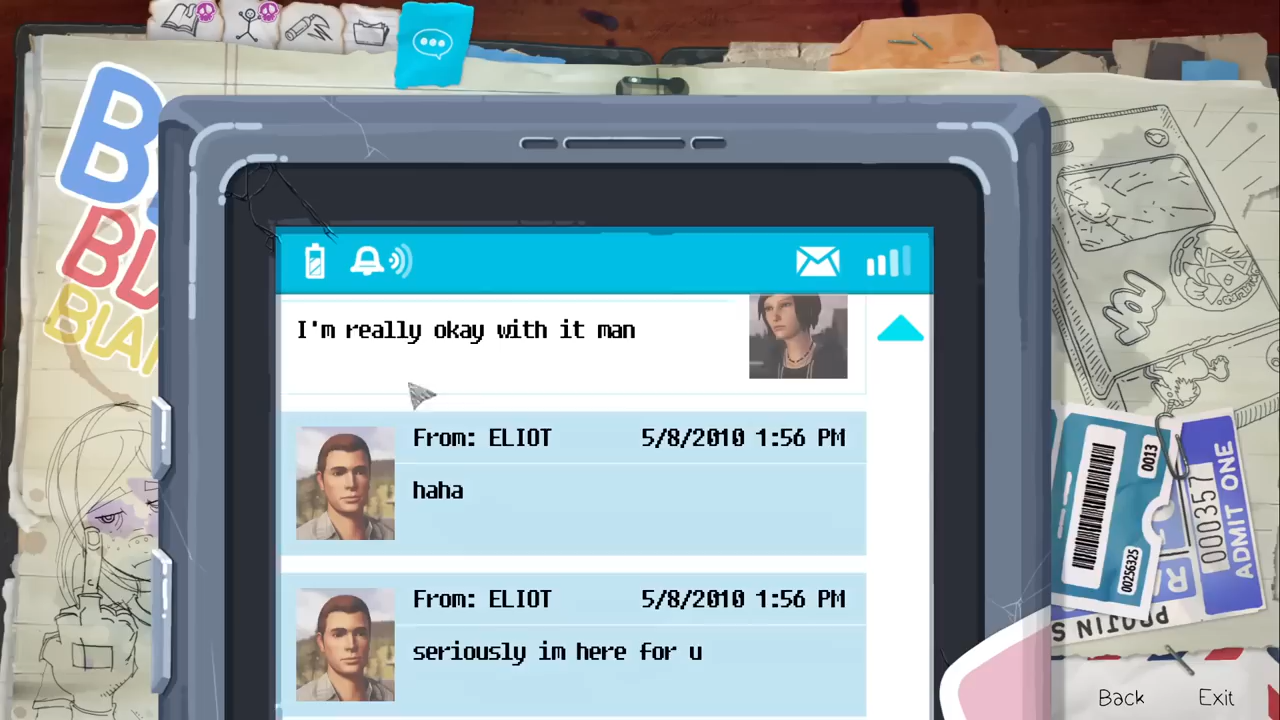 I'm really okay with it man
From: ELIOT 5/8/2010 1:56 PM
haha
From: ELIOT 5/8/2010 1:56 PM
seriously im here for u
0013
00256325
000357
ADMIT ONE
Back Exit